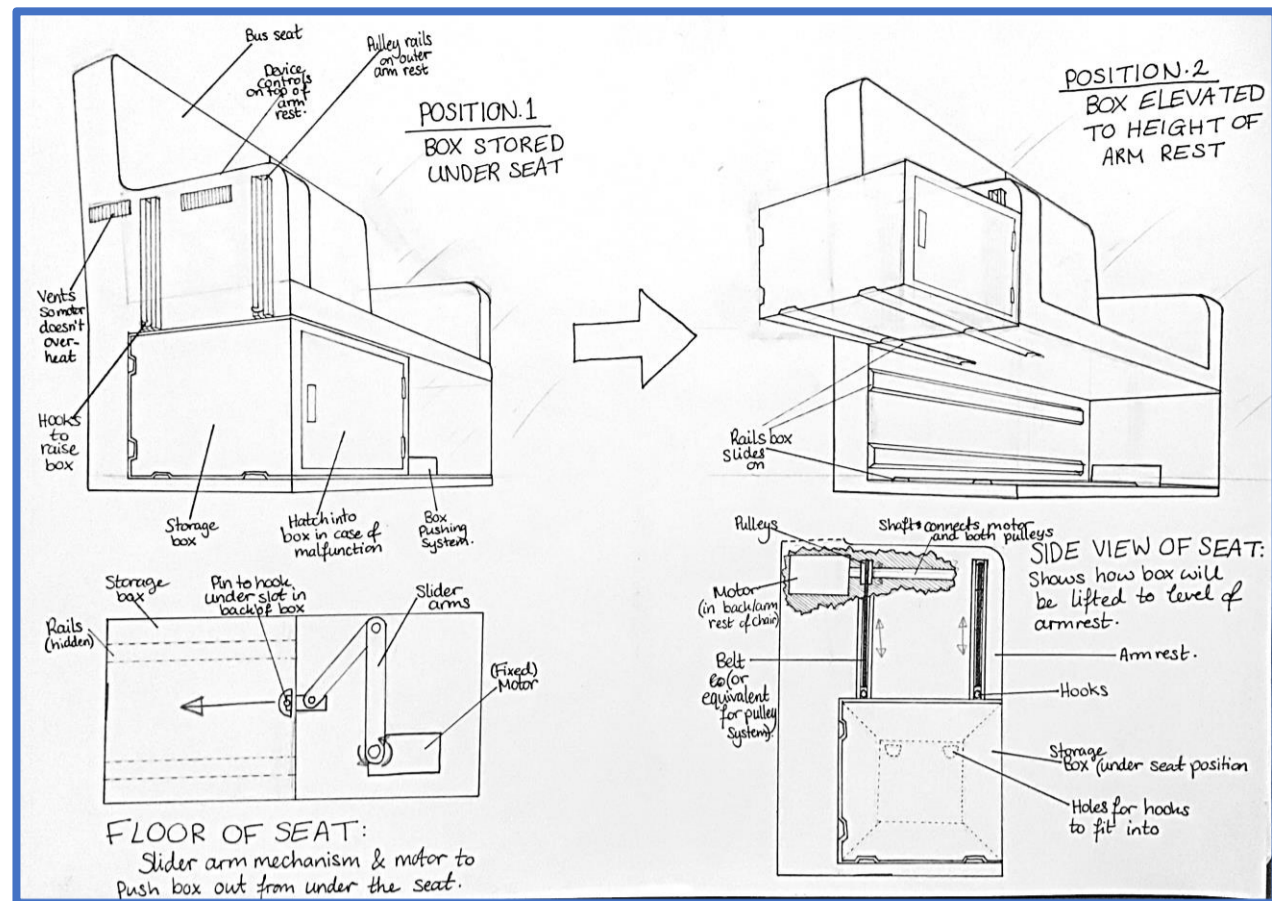 Bus seat
Device
controls
on top of
arm
rest.
Pulley rails
on outer
arm rest
POSITION.1
BOX STORED
UNDER SEAT
Vents
so motor
doesn't
over-
heat
Hooks
to
raise
box
Storage
box
Hatch into
box in case of
malfunction
Box
Pushing
System.
POSITION.2
BOX ELEVATED
TO HEIGHT OF
ARM REST
Rails box
slides
on
Storage
box
Rails
(hidden)
Pin to hook
under slot in
back of box
Slider
arms
(Fixed)
Motor
FLOOR OF SEAT:
Slider arm mechanism & motor to
Push box out from under the seat.
Pulleys
Shaft connects motor
and both pulleys
Motor
(in back/arm
rest of chair)
Belt
(or
equivalent
for pulley
system).
SIDE VIEW OF SEAT:
Shows how box will
be lifted to level of
armrest.
Arm rest.
Hooks
Storage
Box (under seat position
Holes for hooks
to fit into